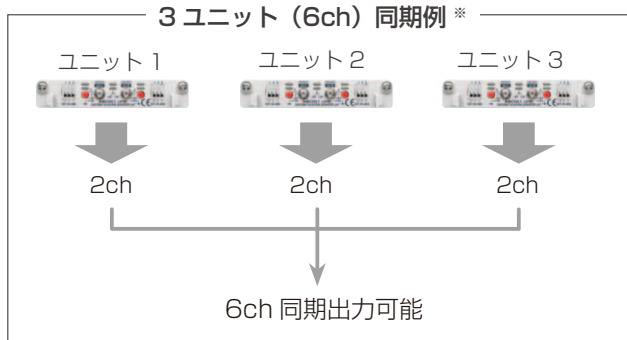 3 ユニット（6ch）同期例 ※
ユニット 1
ユニット 2
ユニット 3
2ch
2ch
2ch
6ch 同期出力可能